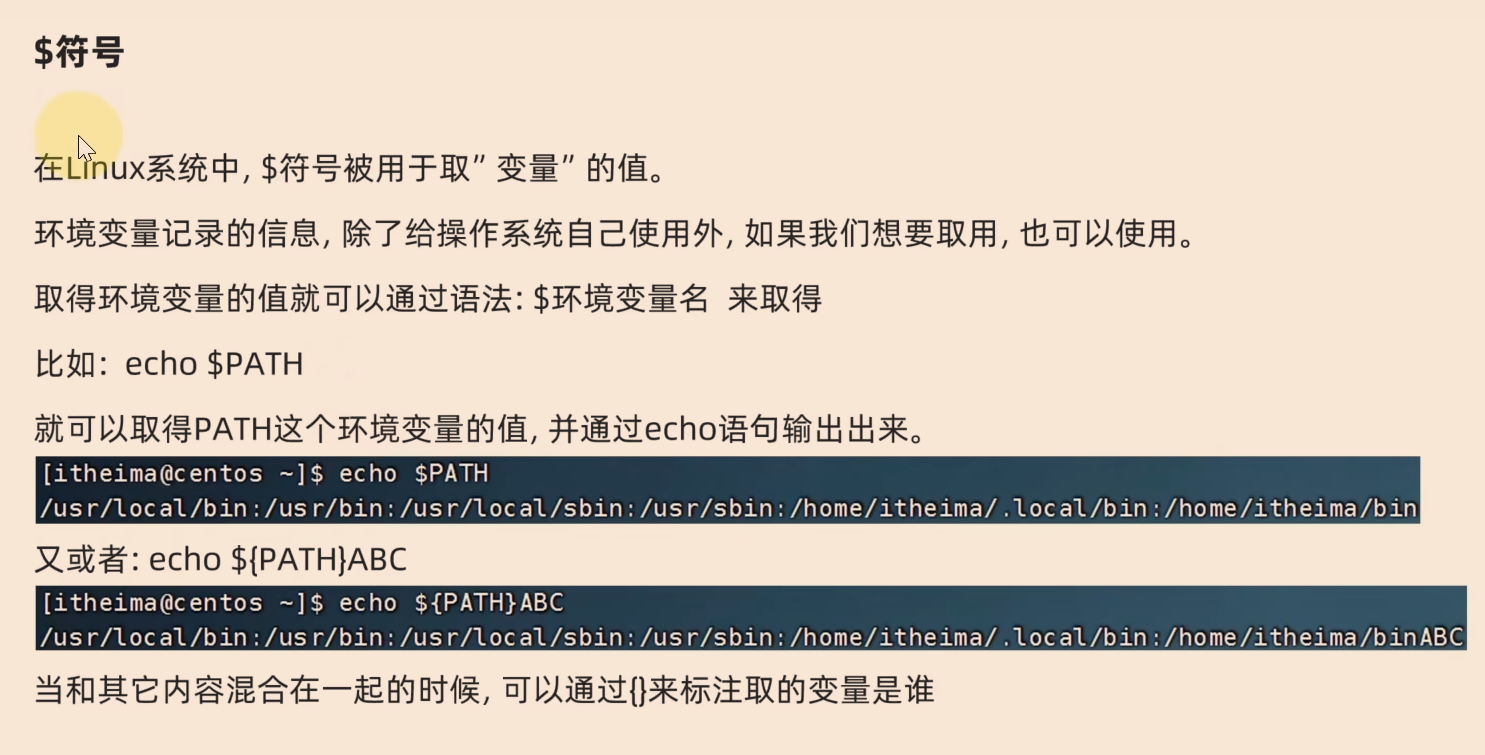 $符号
在Linux系统中, $符号被用于取”变量”的值。
环境变量记录的信息, 除了给操作系统自己使用外, 如果我们想要取用, 也可以使用。
取得环境变量的值就可以通过语法: $环境变量名 来取得
比如：echo $PATH
就可以取得PATH这个环境变量的值, 并通过echo语句输出出来。
[itheima@centos ~]$ echo $PATH
/usr/local/bin:/usr/bin:/usr/local/sbin:/usr/sbin:/home/itheima/.local/bin:/home/itheima/bin
又或者: echo ${PATH}ABC
[itheima@centos ~]$ echo ${PATH}ABC
/usr/local/bin:/usr/bin:/usr/local/sbin:/usr/sbin:/home/itheima/.local/bin:/home/itheima/binABC
当和其它内容混合在一起的时候, 可以通过{}来标注取的变量是谁